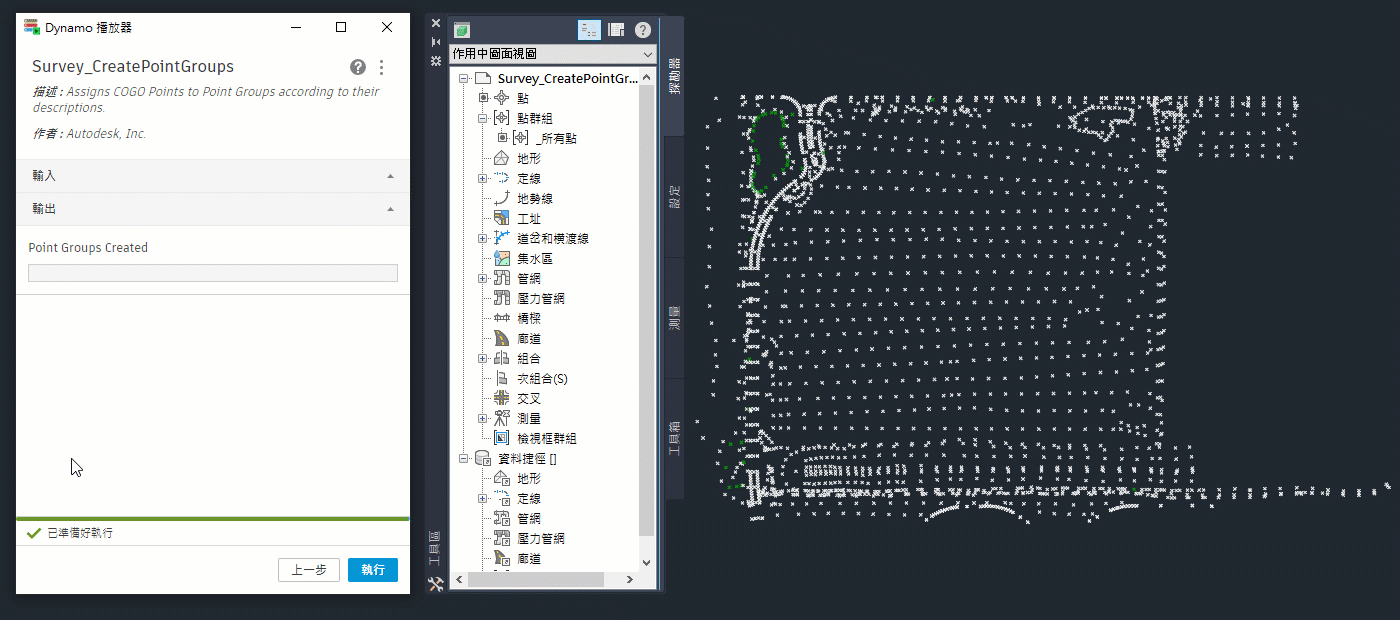 Dynamo 播放器
Survey_CreatePointGroups
描述 : Assigns COGO Points to Point Groups according to their
descriptions.
作者 : Autodesk, Inc.
輸入
輸出
Point Groups Created
已準備好執行
上一步
執行
作用中圖面視圖
Survey_CreatePointGr...
點
點群組
_所有點
地形
定線
地勢線
工址
道岔和橫渡線
集水區
管網
壓力管網
橋樑
廊道
組合
次組合(S)
交叉
測量
檢視框群組
資料捷徑 []
地形
定線
管網
壓力管網
廊道
工具區
探勘器
設定
測量
工具箱